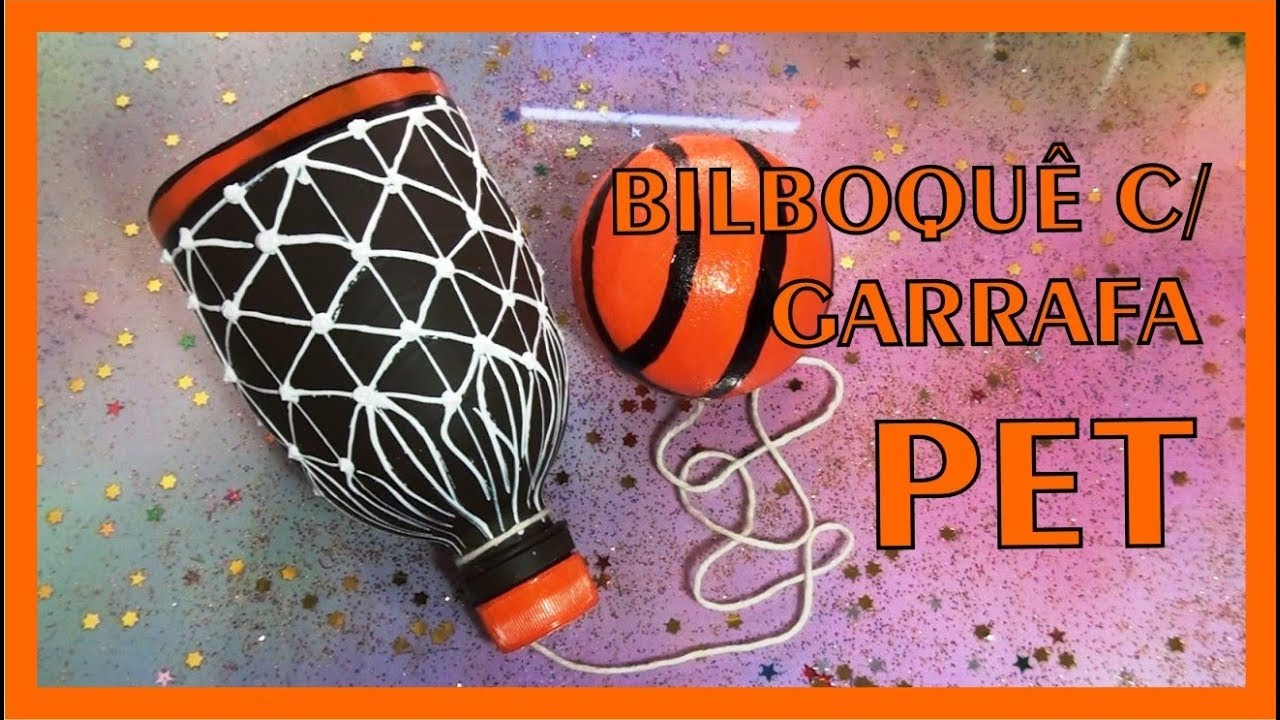 BILBOQUÊ C/
GARRAFA
PET